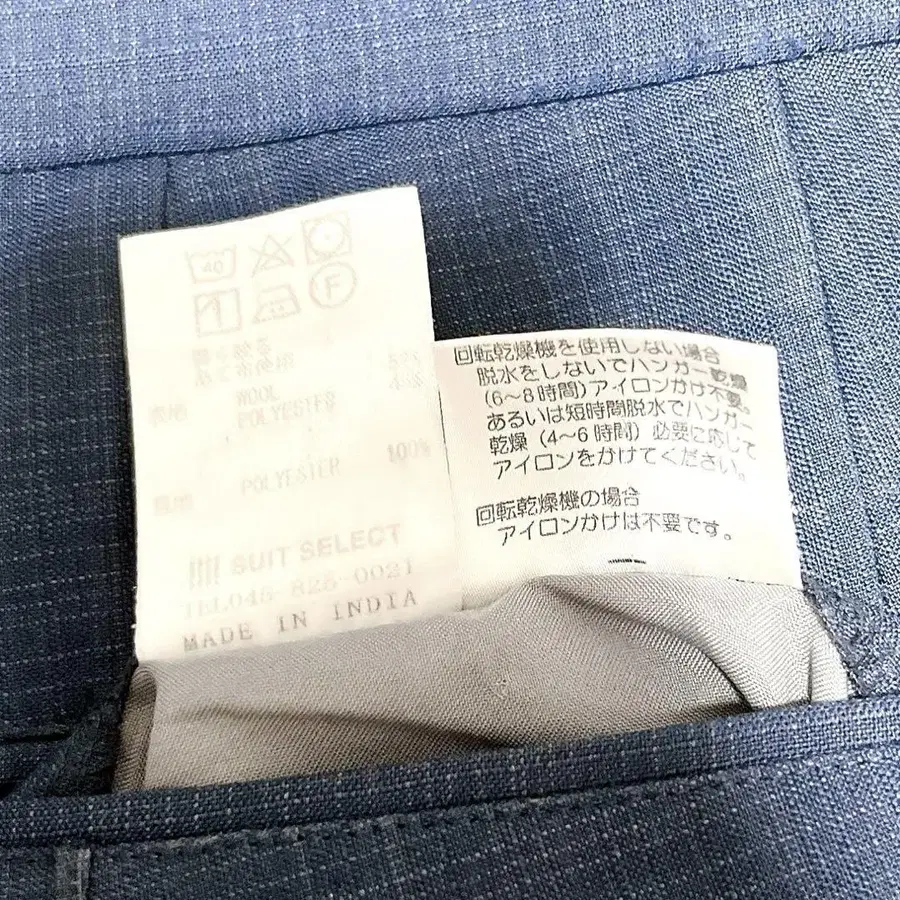 40
F
表地
WOOL
POLYESTER
POLYESTER
100%
SUIT SELECT
TEL045-828-0021
MADE IN INDIA
回転乾燥機を使用しない場合
脱水をしないでハンガー乾燥
(6~8時間)アイロンかけ不要。
あるいは短時間脱水でハンガー
乾燥(4~6時間)必要に応じて
アイロンをかけてください。
回転乾燥機の場合
アイロンかけは不要です。